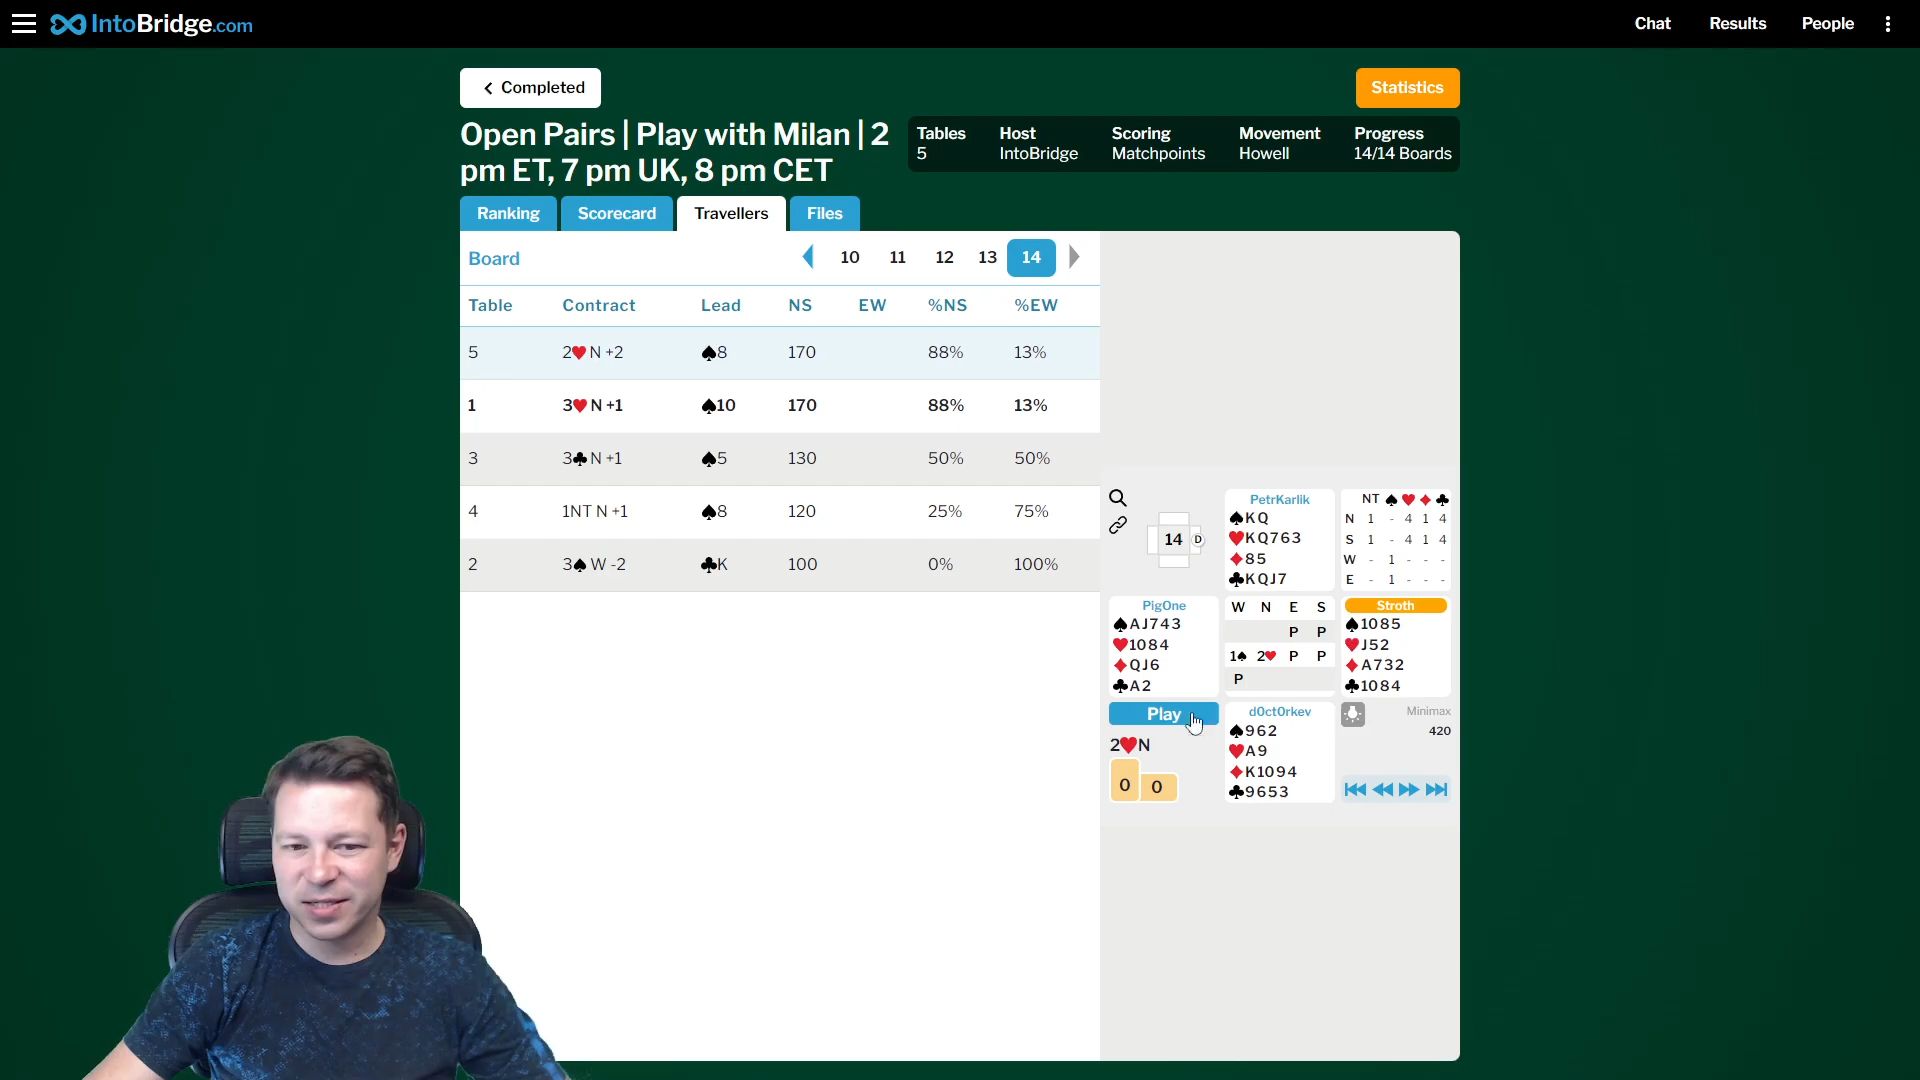 IntoBridge.com
Chat Results People
Completed
Statistics
Open Pairs | Play with Milan | 2
pm ET, 7 pm UK, 8 pm CET
Tables Host Scoring Movement Progress
5 IntoBridge Matchpoints Howell 14/14 Boards
Ranking Scorecard Travellers Files
Board 10 11 12 13 14
Table Contract Lead NS EW %NS %EW
5 2♥ N +2 ♠8 170 88% 13%
1 3♥ N +1 ♠10 170 88% 13%
3 3♣ N +1 ♠5 130 50% 50%
4 1NT N +1 ♠8 120 25% 75%
2 3♠ W -2 ♣K 100 0% 100%
14 D
PetrKarlik
♠KQ
♥KQ763
♦85
♣KQJ7
NT ♠ ♥ ♦ ♣
N 1 - 4 1 4
S 1 - 4 1 4
W - 1 - - -
E - 1 - - -
PigOne
♠AJ743
♥1084
♦QJ6
♣A2
W N E S
P P
1♠ 2♥ P P
P
Stroth
♠1085
♥J52
♦A732
♣1084
Play
2♥N
0 0
d0ct0rkev
♠962
♥A9
♦K1094
♣9653
Minimax
420